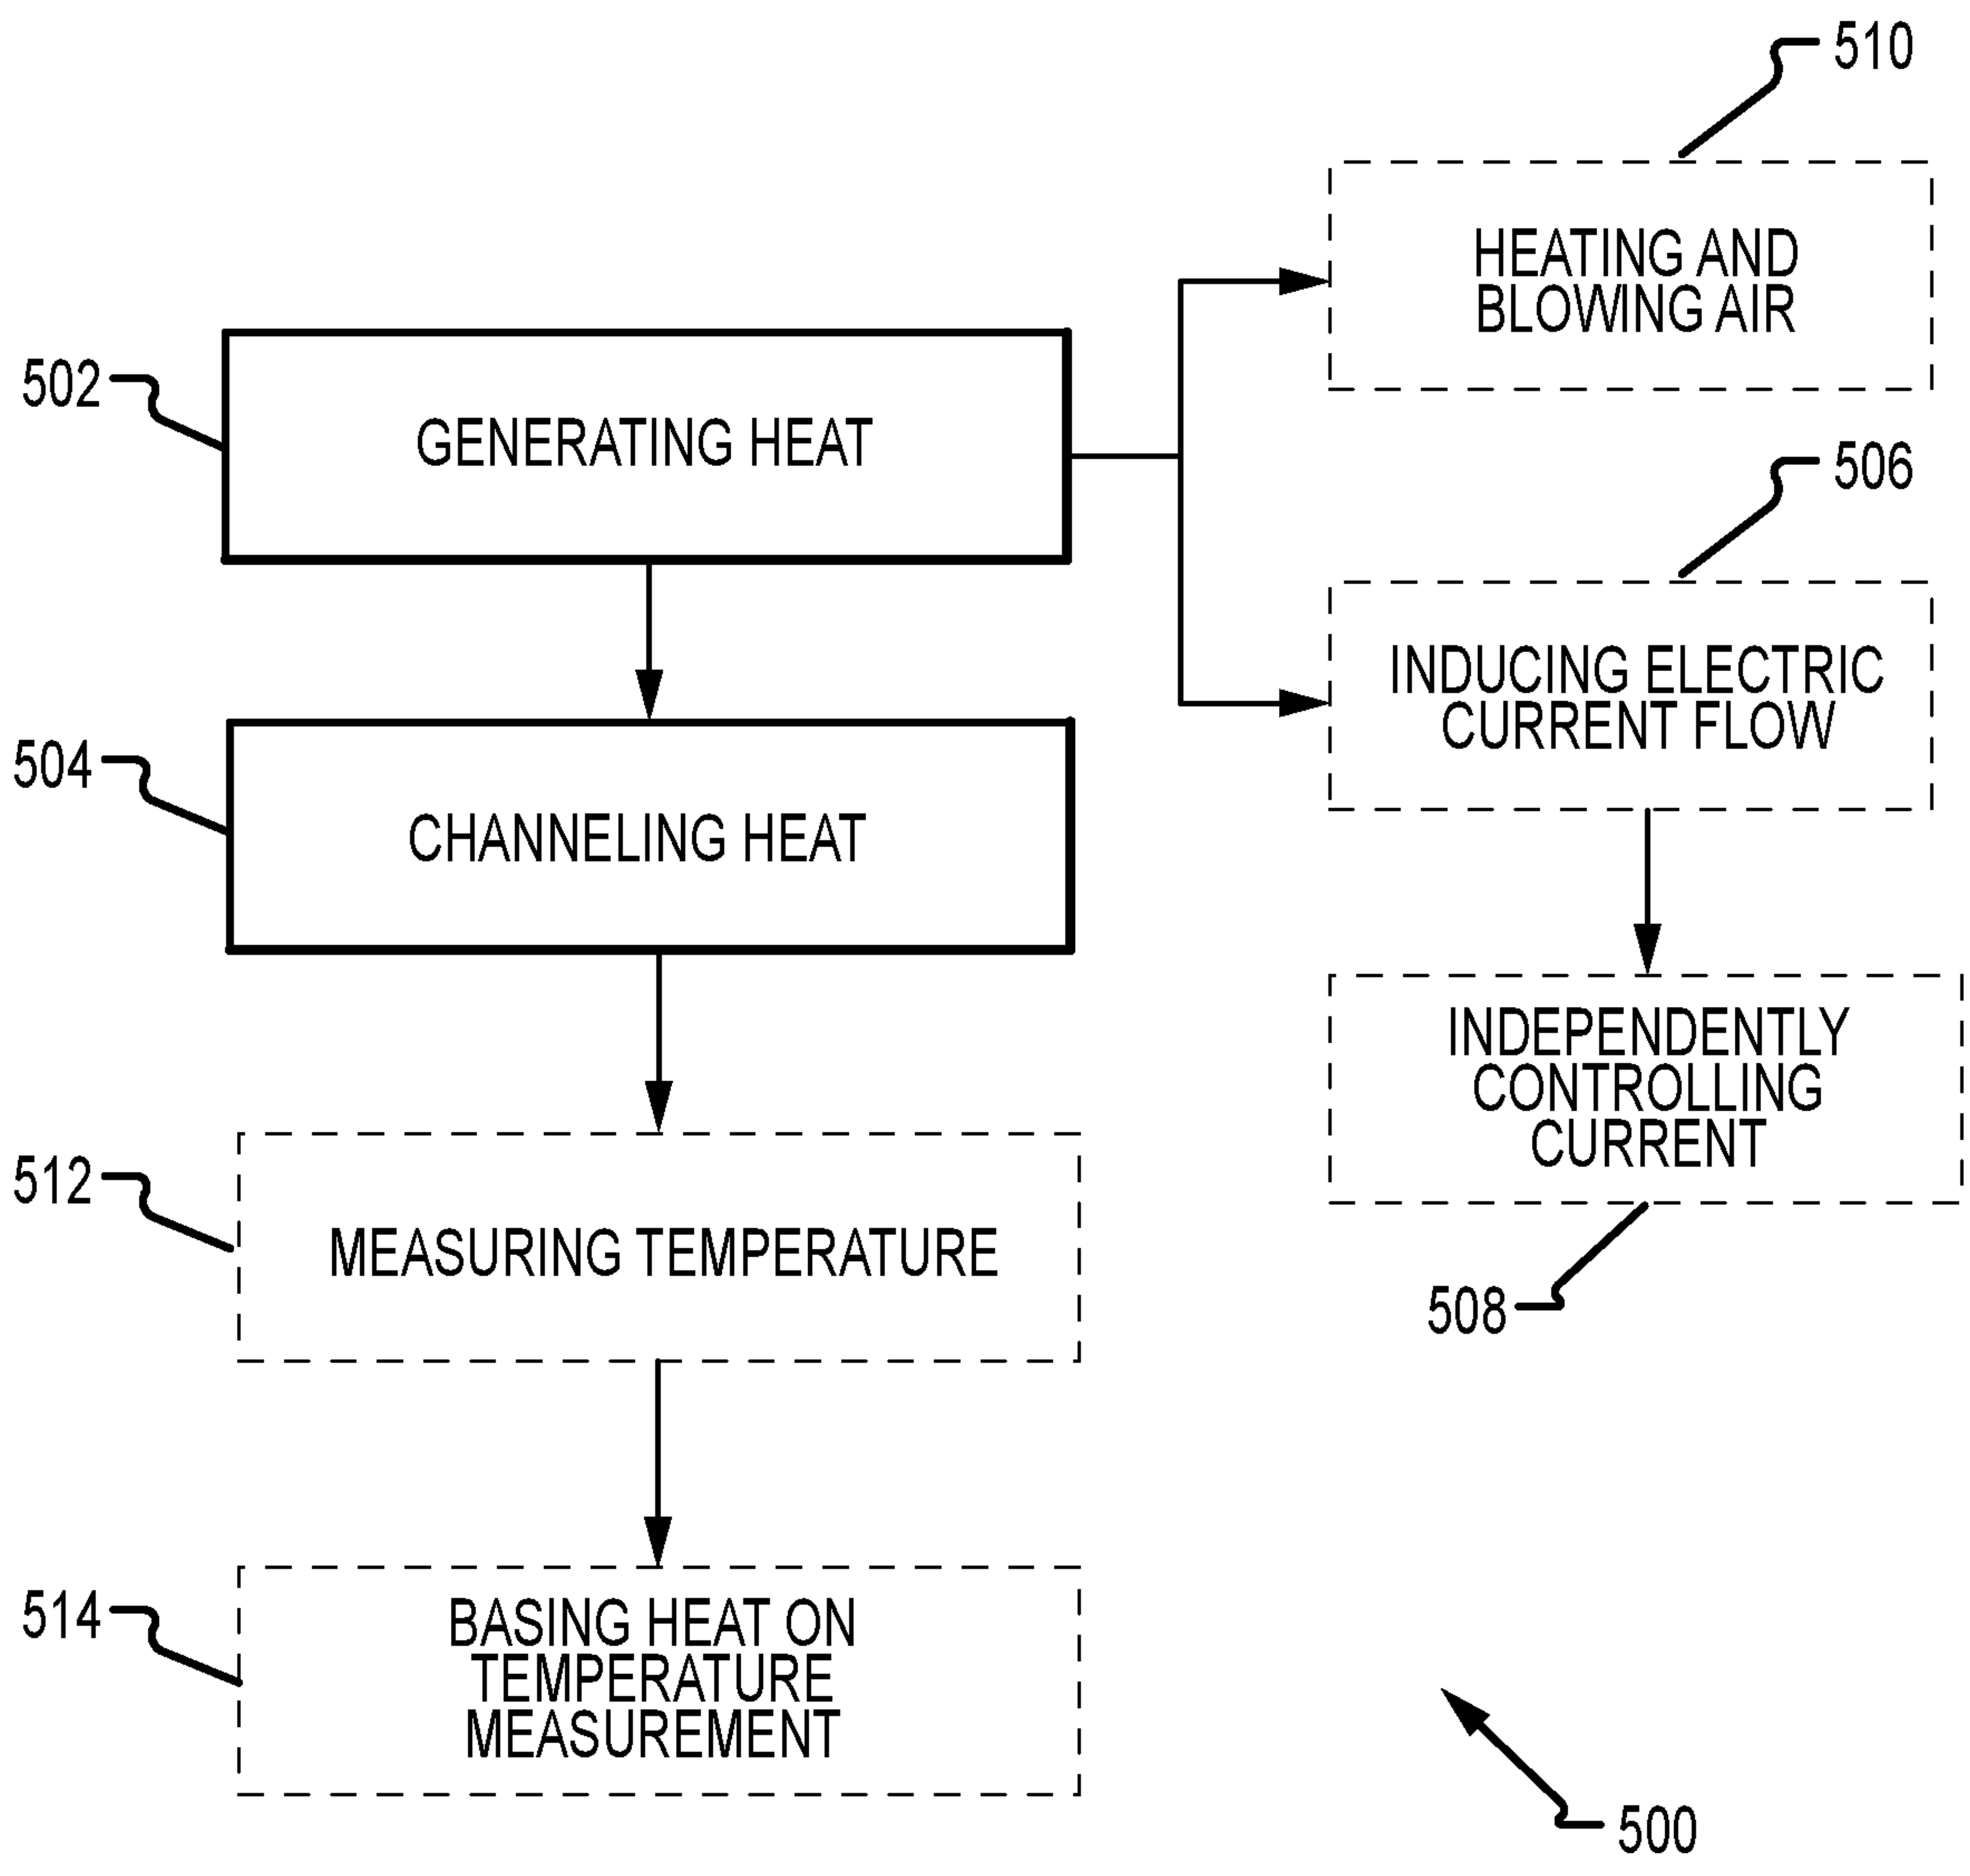 510
HEATING AND
BLOWING AIR
502
GENERATING HEAT
506
INDUCING ELECTRIC
CURRENT FLOW
504
CHANNELING HEAT
INDEPENDENTLY
CONTROLLING
CURRENT
508
512
MEASURING TEMPERATURE
514
BASING HEAT ON
TEMPERATURE
MEASUREMENT
500